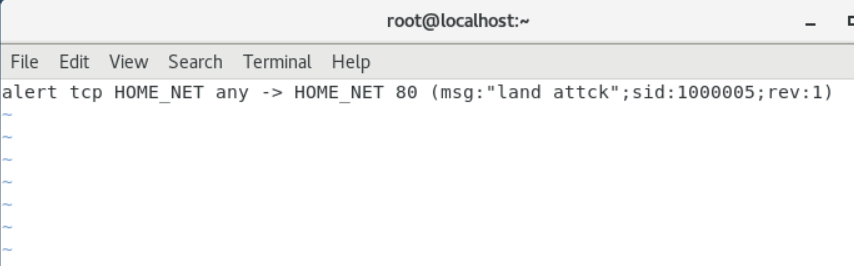 root@localhost:~
File Edit View Search Terminal Help
alert tcp HOME_NET any -> HOME_NET 80 (msg:"land attck";sid:1000005;rev:1)
~
~
~
~
~
~
~